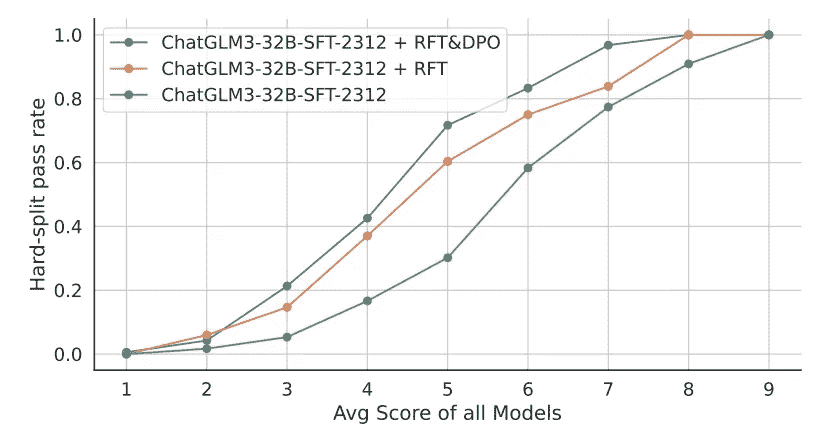 ChatGLM3-32B-SFT-2312 + RFT&DPO
ChatGLM3-32B-SFT-2312 + RFT
ChatGLM3-32B-SFT-2312
Hard-split pass rate
1.0
0.8
0.6
0.4
0.2
0.0
1 2 3 4 5 6 7 8 9
Avg Score of all Models